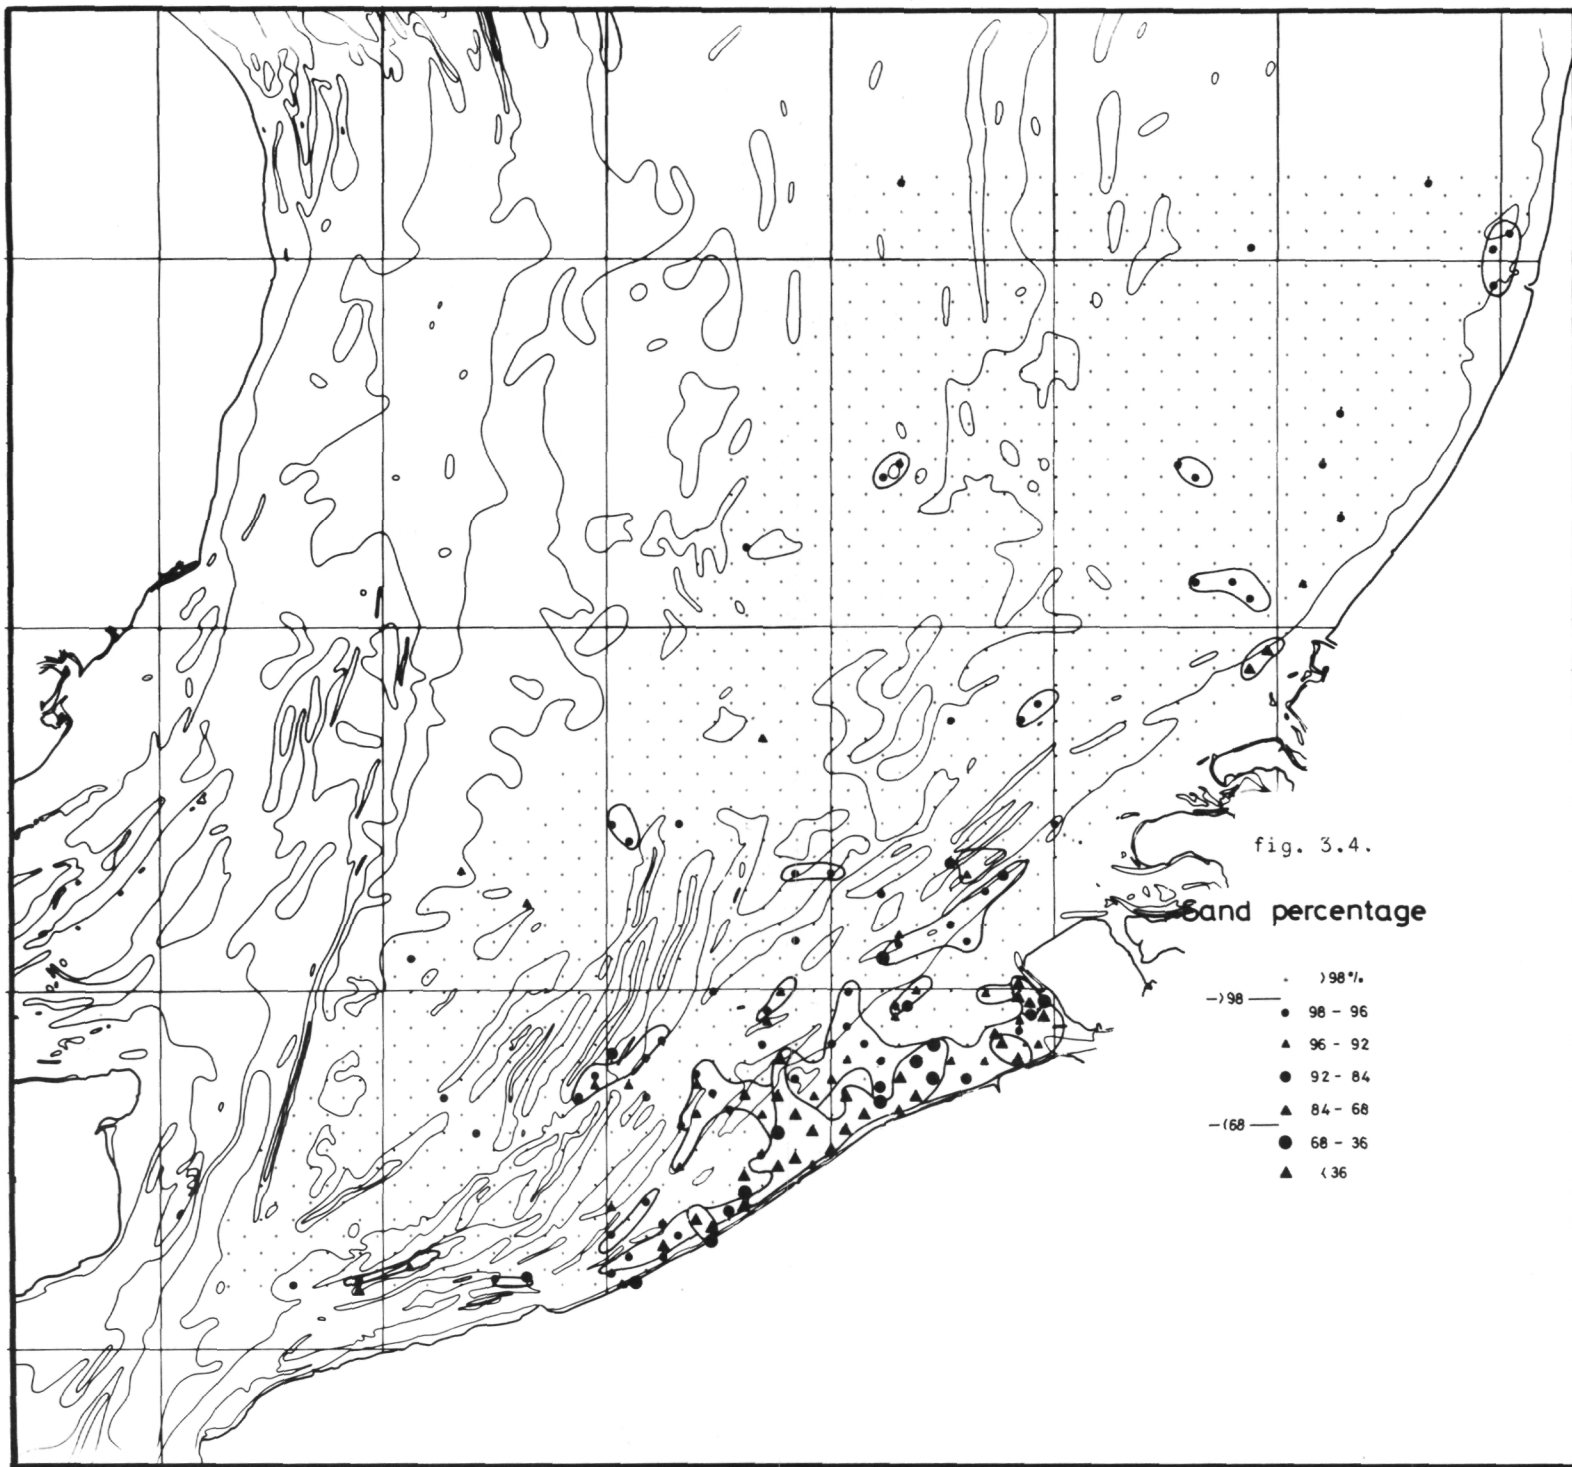 fig. 3.4.
Sand percentage
>98%
->98
98 - 96
96 - 92
92 - 84
84 - 68
-<68
68 - 36
<36